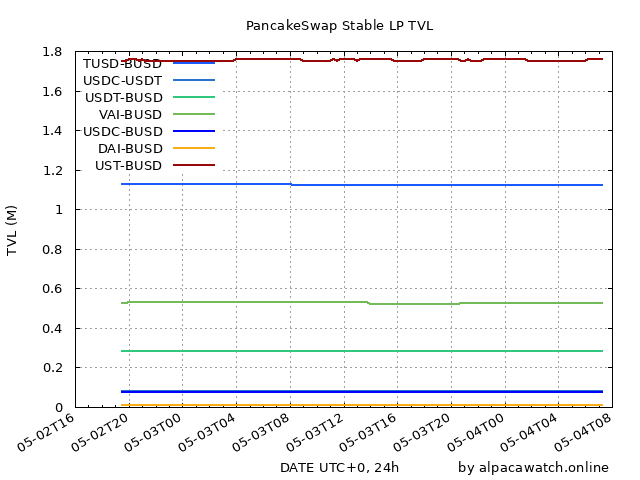 PancakeSwap Stable LP TVL
1.8
1.6
1.4
1.2
1
0.8
0.6
0.4
0.2
0
TVL (M)
TUSD-BUSD
USDC-USDT
USDT-BUSD
VAI-BUSD
USDC-BUSD
DAI-BUSD
UST-BUSD
05-02T16
05-02T20
05-03T00
05-03T04
05-03T08
05-03T12
05-03T16
05-03T20
05-04T00
05-04T04
05-04T08
DATE UTC+0, 24h
by alpacawatch.online